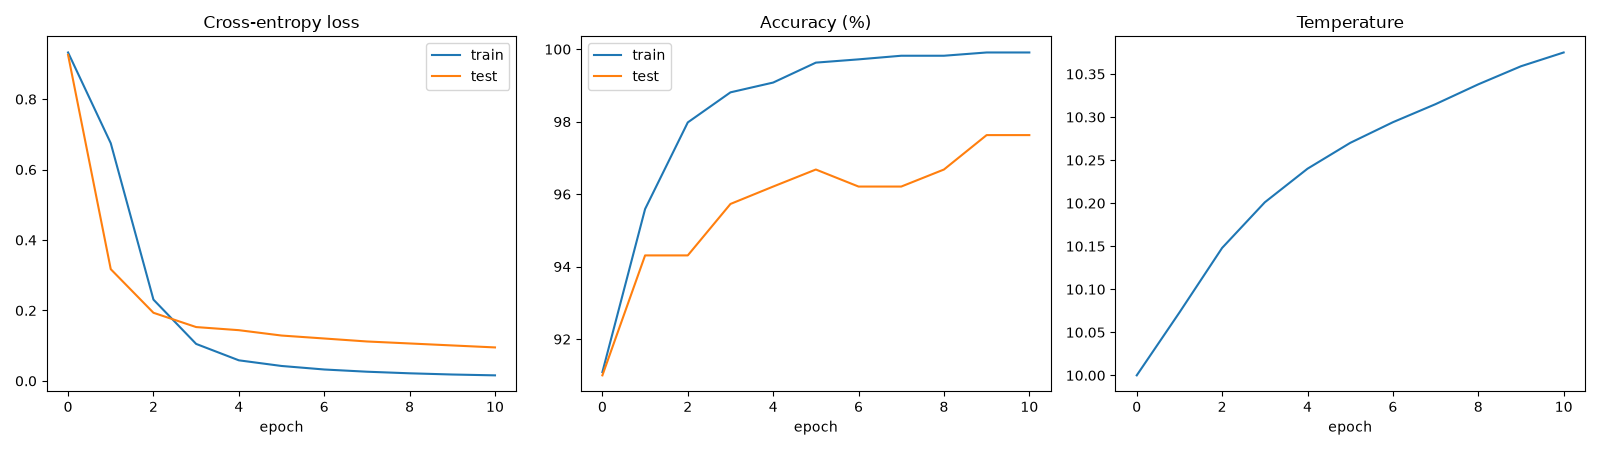 Cross-entropy loss
0.8
0.6
0.4
0.2
0.0
train
test
0 2 4 6 8 10
epoch
Accuracy (%)
100
98
96
94
92
train
test
0 2 4 6 8 10
epoch
Temperature
10.35
10.30
10.25
10.20
10.15
10.10
10.05
10.00
0 2 4 6 8 10
epoch